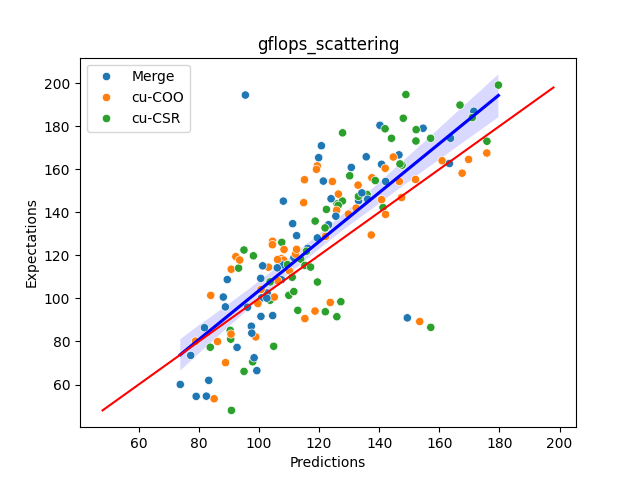 gflops_scattering
Merge
cu-COO
cu-CSR
Expectations
200
180
160
140
120
100
80
60
60 80 100 120 140 160 180 200
Predictions